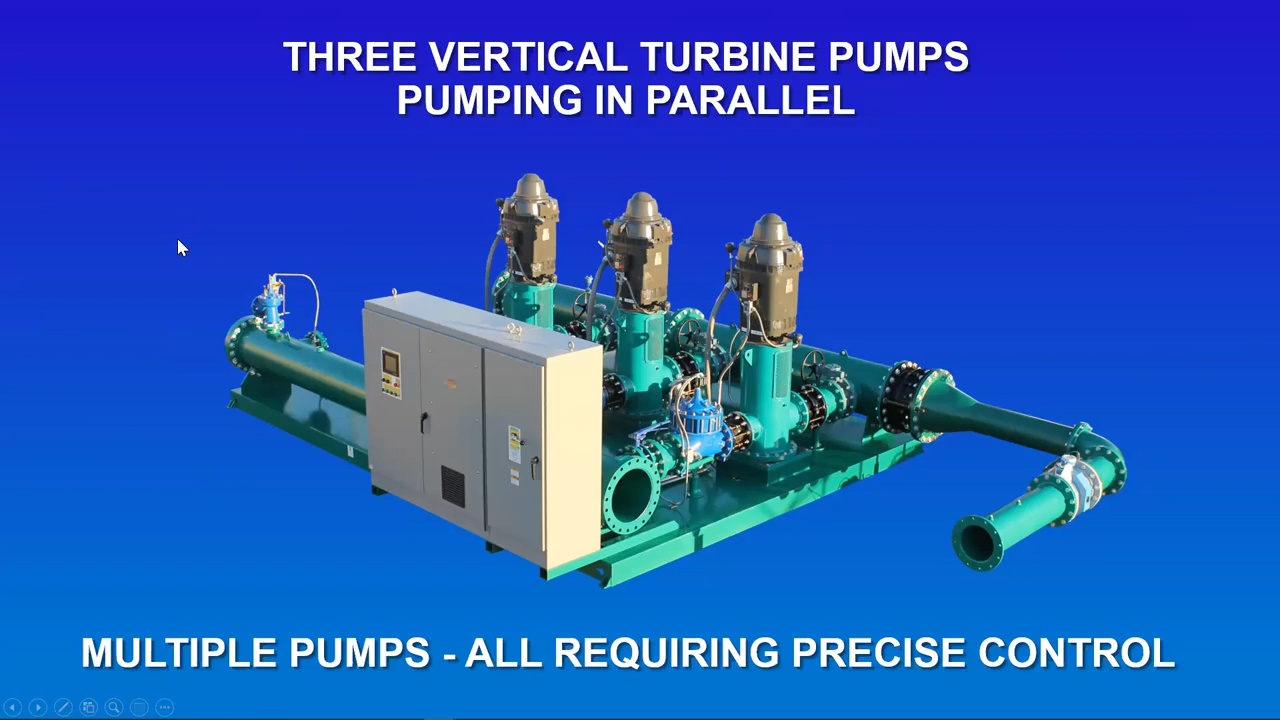 THREE VERTICAL TURBINE PUMPS
PUMPING IN PARALLEL
MULTIPLE PUMPS - ALL REQUIRING PRECISE CONTROL